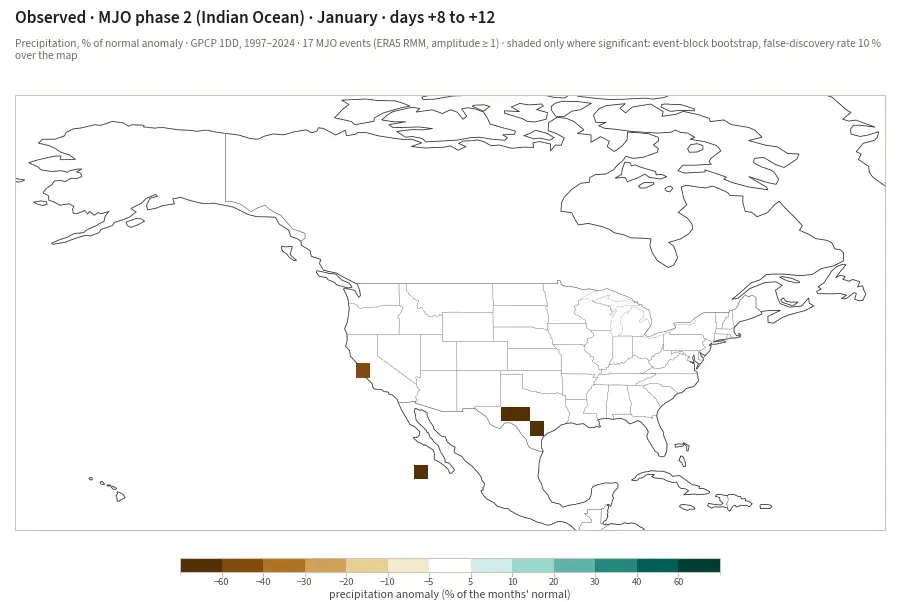 Observed · MJO phase 2 (Indian Ocean) · January · days +8 to +12
Precipitation, % of normal anomaly · GPCP 1DD, 1997–2024 · 17 MJO events (ERA5 RMM, amplitude ≥ 1) · shaded only where significant: event-block bootstrap, false-discovery rate 10 %
over the map
−60 −40 −30 −20 −10 −5 5 10 20 30 40 60
precipitation anomaly (% of the months' normal)